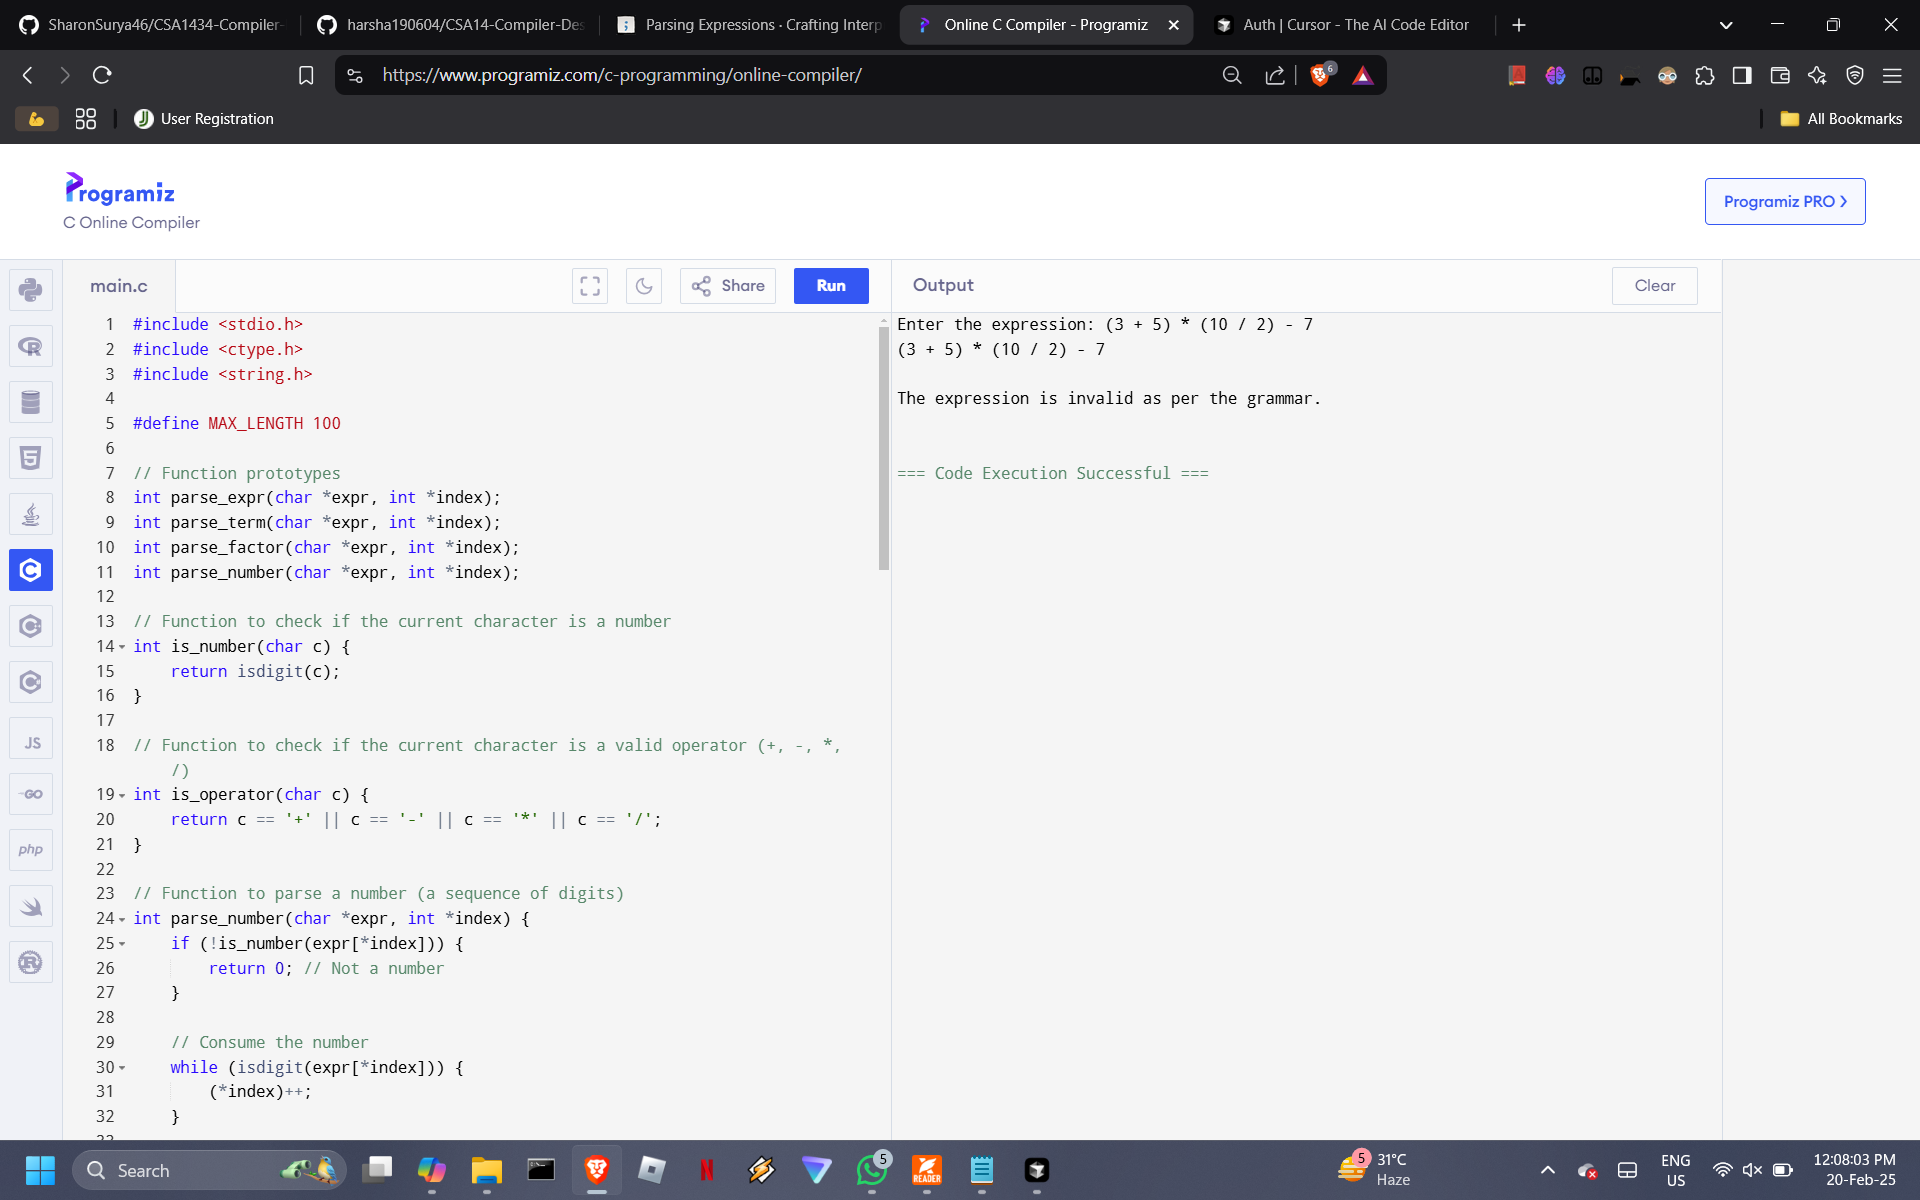 SharonSurya46/CSA1434-Compiler-
harsha190604/CSA14-Compiler-Des
Parsing Expressions · Crafting Interp
Online C Compiler - Programiz
Auth | Cursor - The AI Code Editor
https://www.programiz.com/c-programming/online-compiler/
6
User Registration
All Bookmarks
Programiz
C Online Compiler
Programiz PRO
main.c
Share
Run
Output
Clear
1 #include <stdio.h>
2 #include <ctype.h>
3 #include <string.h>
4
5 #define MAX_LENGTH 100
6
7 // Function prototypes
8 int parse_expr(char *expr, int *index);
9 int parse_term(char *expr, int *index);
10 int parse_factor(char *expr, int *index);
11 int parse_number(char *expr, int *index);
12
13 // Function to check if the current character is a number
14 int is_number(char c) {
15 return isdigit(c);
16 }
17
18 // Function to check if the current character is a valid operator (+, -, *,
/)
19 int is_operator(char c) {
20 return c == '+' || c == '-' || c == '*' || c == '/';
21 }
22
23 // Function to parse a number (a sequence of digits)
24 int parse_number(char *expr, int *index) {
25 if (!is_number(expr[*index])) {
26 return 0; // Not a number
27 }
28
29 // Consume the number
30 while (isdigit(expr[*index])) {
31 (*index)++;
32 }
Enter the expression: (3 + 5) * (10 / 2) - 7
(3 + 5) * (10 / 2) - 7
The expression is invalid as per the grammar.
=== Code Execution Successful ===
R
5
JS
GO
php
Search
5
READER
5
31°C
Haze
ENG
US
12:08:03 PM
20-Feb-25